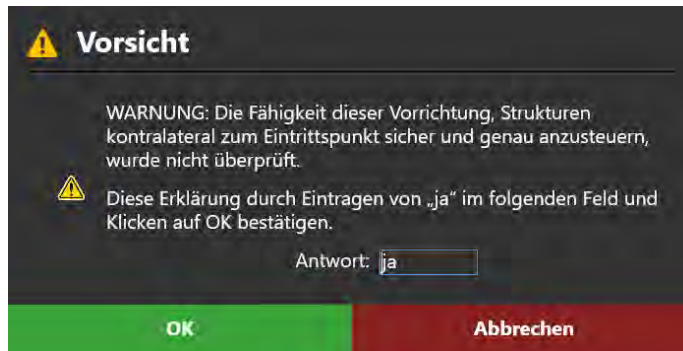 Vorsicht
WARNUNG: Die Fähigkeit dieser Vorrichtung, Strukturen
kontralateral zum Eintrittspunkt sicher und genau anzusteuern,
wurde nicht überprüft.
Diese Erklärung durch Eintragen von „ja“ im folgenden Feld und
Klicken auf OK bestätigen.
Antwort: ja
OK Abbrechen